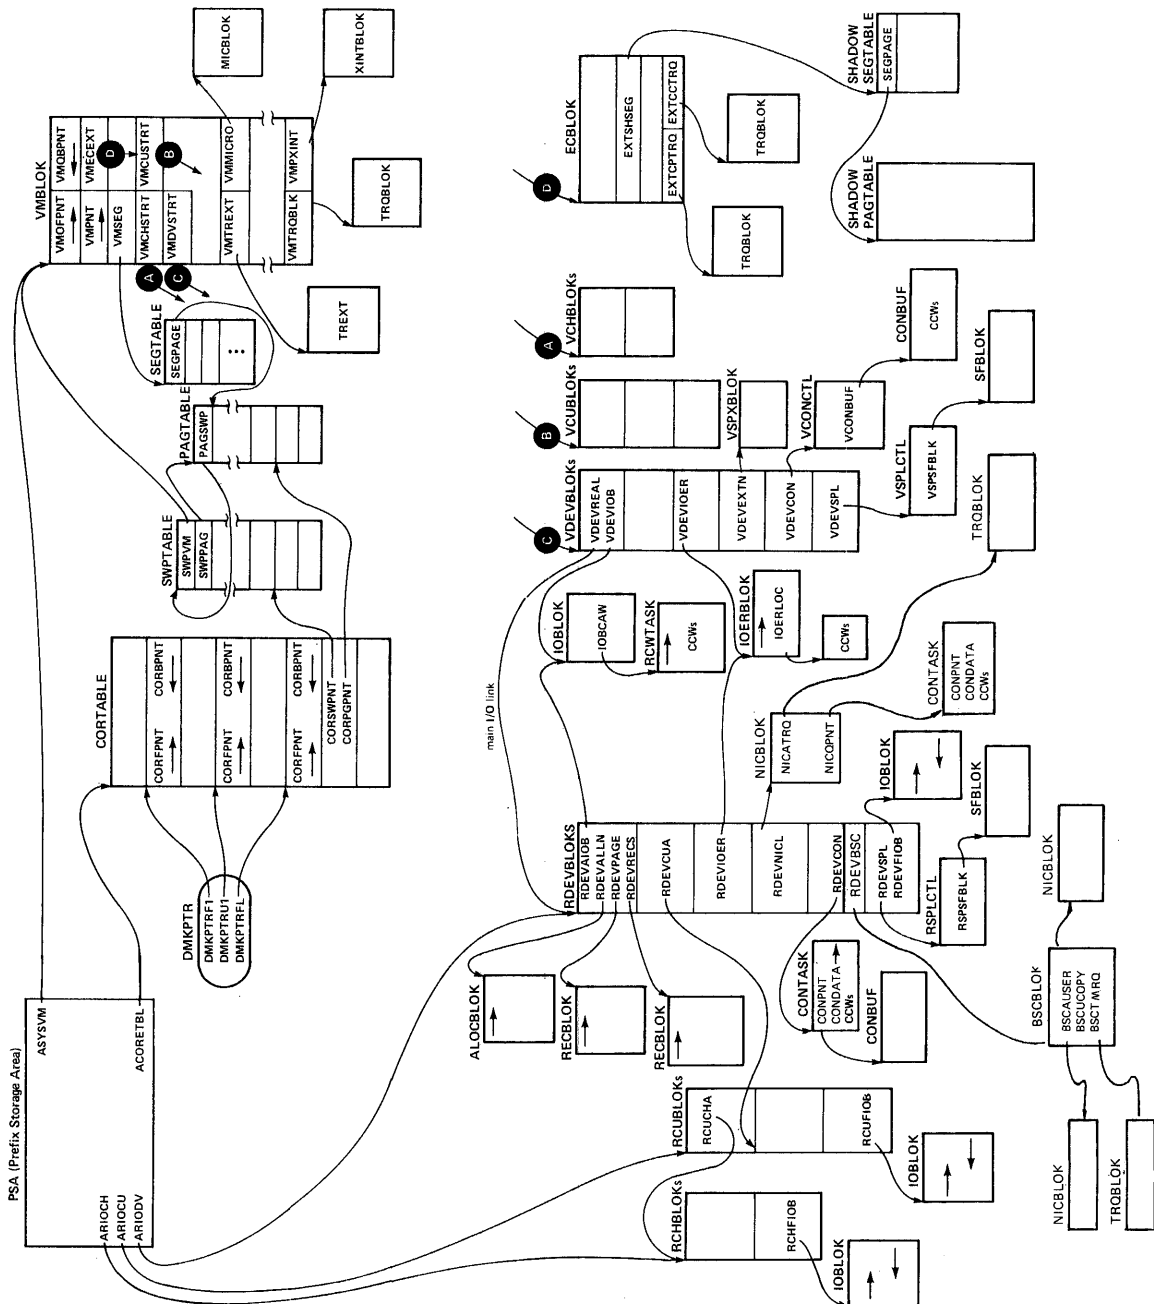 PSA (Prefix Storage Area)
ASYSVM
ACORETBL
ARIOCH
ARIOCU
ARIODV
DMKPTR
DMKPTRF1
DMKPTRU1
DMKPTRFL
CORTABLE
CORFPNT CORBPNT
CORFPNT CORBPNT
CORFPNT CORBPNT
CORSWPNT
CORPGPNT
SWPTABLE
SWPVM
SWPPAG
PAGTABLE
PAGSWP
SEGTABLE
SEGPAGE
VMBLOK
VMOFPNT VMQBPNT
VMPNT VMECEXT
VMSEG
D
VMCHSTRT VMCUSTRT
VMDVSTRT
B
A
C
VMTREXT VMMICRO
VMTRQBLK VMPXINT
MICBLOK
XINTBLOK
TRQBLOK
TREXT
RCHBLOKs
RCHFIOB
IOBLOK
RCUBLOKs
RCUCHA
RCUFIOB
IOBLOK
ALOCBLOK
RECBLOK
RECBLOK
RDEVBLOKS
RDEVAIOB
RDEVALLN
RDEVPAGE
RDEVRECS
RDEVCUA
RDEVIOER
RDEVNICL
RDEVCON
RDEVBSC
RDEVSPL
RDEVFIOB
CONTASK
CONPNT
CONDATA
CCWs
CONBUF
RSPLCTL
RSPSFBLK
SFBLOK
IOBLOK
BSCBLOK
BSCAUSER
BSCUCOPY
BSCT MRQ
NICBLOK
NICBLOK
TRQBLOK
main I/O link
IOBLOK
IOBCAW
RCWTASK
CCWs
IOERBLOK
IOERLOC
CCWs
NICBLOK
NICATRQ
NICQPNT
CONTASK
CONPNT
CONDATA
CCWs
TRQBLOK
C
VDEVBLOKs
VDEVREAL
VDEVIOB
VDEVIOER
VDEVEXTN
VDEVCON
VDEVSPL
B
VCUBLOKs
A
VCHBLOKs
VSPXBLOK
VCONCTL
VCONBUF
CONBUF
CCWs
VSPLCTL
VSPSFBLK
SFBLOK
D
ECBLOK
EXTSHSEG
EXTCPTRQ EXTCCTRQ
TRQBLOK
TRQBLOK
SHADOW
PAGTABLE
SHADOW
SEGTABLE
SEGPAGE